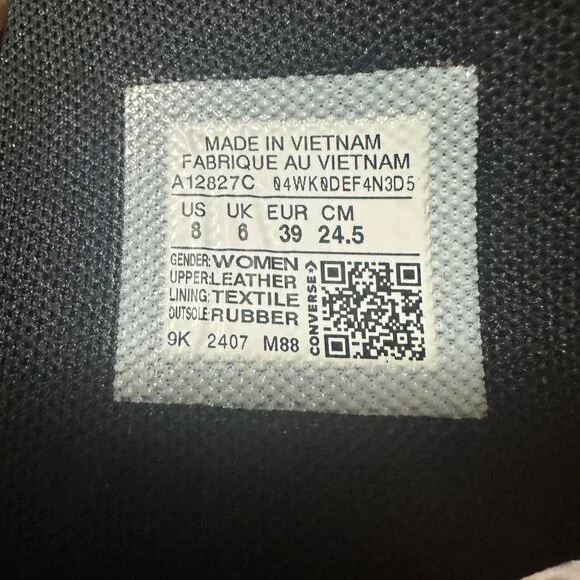 MADE IN VIETNAM
FABRIQUE AU VIETNAM
A12827C 04WK0DEF4N3D5
US UK EUR CM
8 6 39 24.5
GENDER: WOMEN
UPPER: LEATHER
LINING: TEXTILE
OUTSOLE: RUBBER
CONVERSE
9K 2407 M88